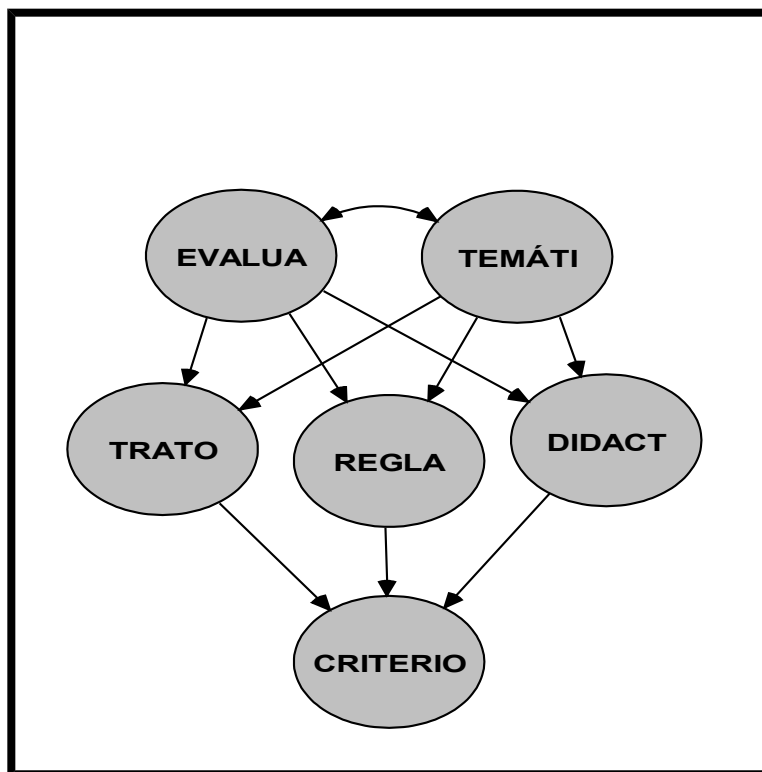 EVALUA
TEMÁTI
TRATO
REGLA
DIDACT
CRITERIO